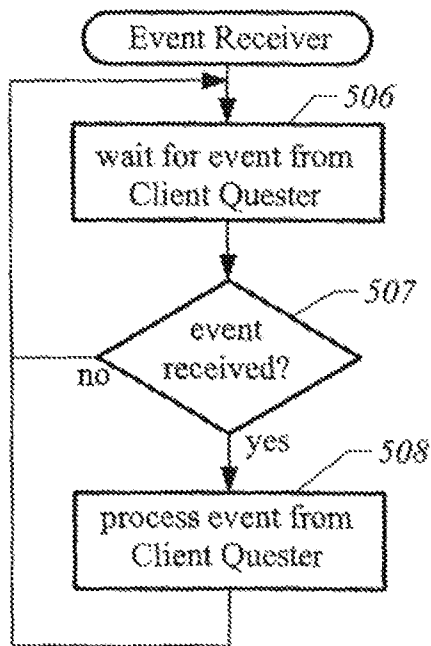 Event Receiver
506
wait for event from
Client Quester
507
event
received?
no
yes
508
process event from
Client Quester